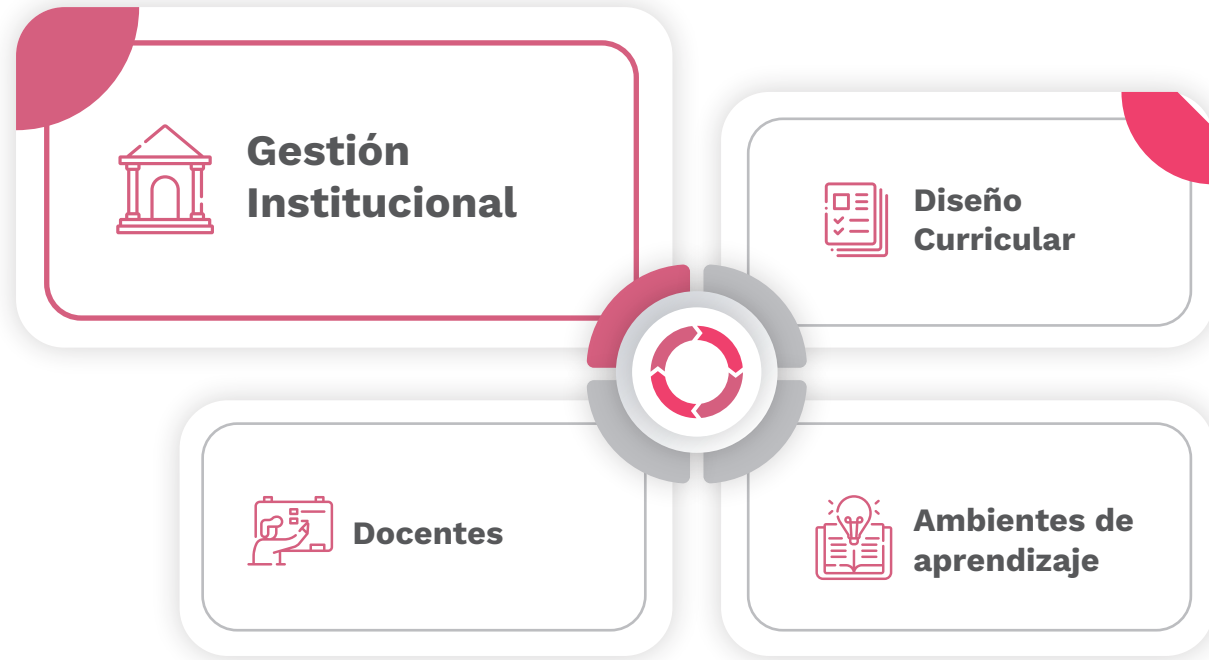 Gestión
Institucional
Diseño
Curricular
Docentes
Ambientes de
aprendizaje